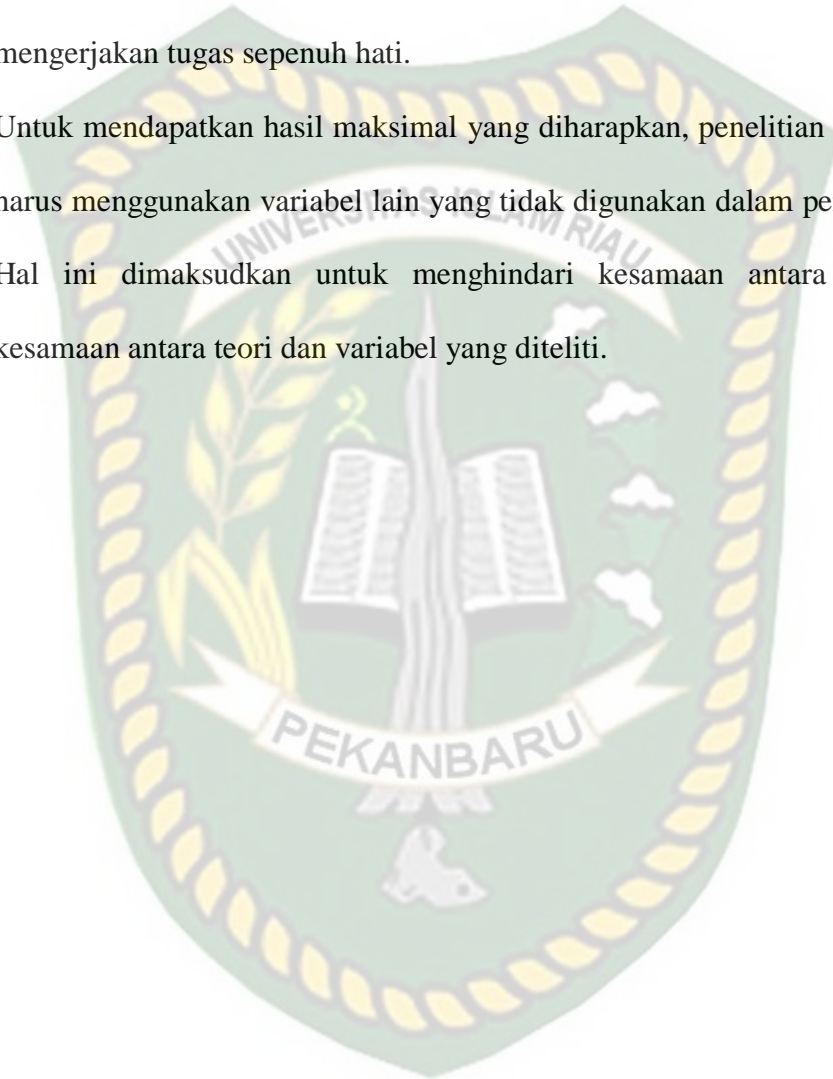 mengerjakan tugas sepenuh hati.
Untuk mendapatkan hasil maksimal yang diharapkan, penelitian
harus menggunakan variabel lain yang tidak digunakan dalam pe
UNIVERSITAS ISLAM RIAU
Hal ini dimaksudkan untuk menghindari kesamaan antara
kesamaan antara teori dan variabel yang diteliti.
PEKANBARU